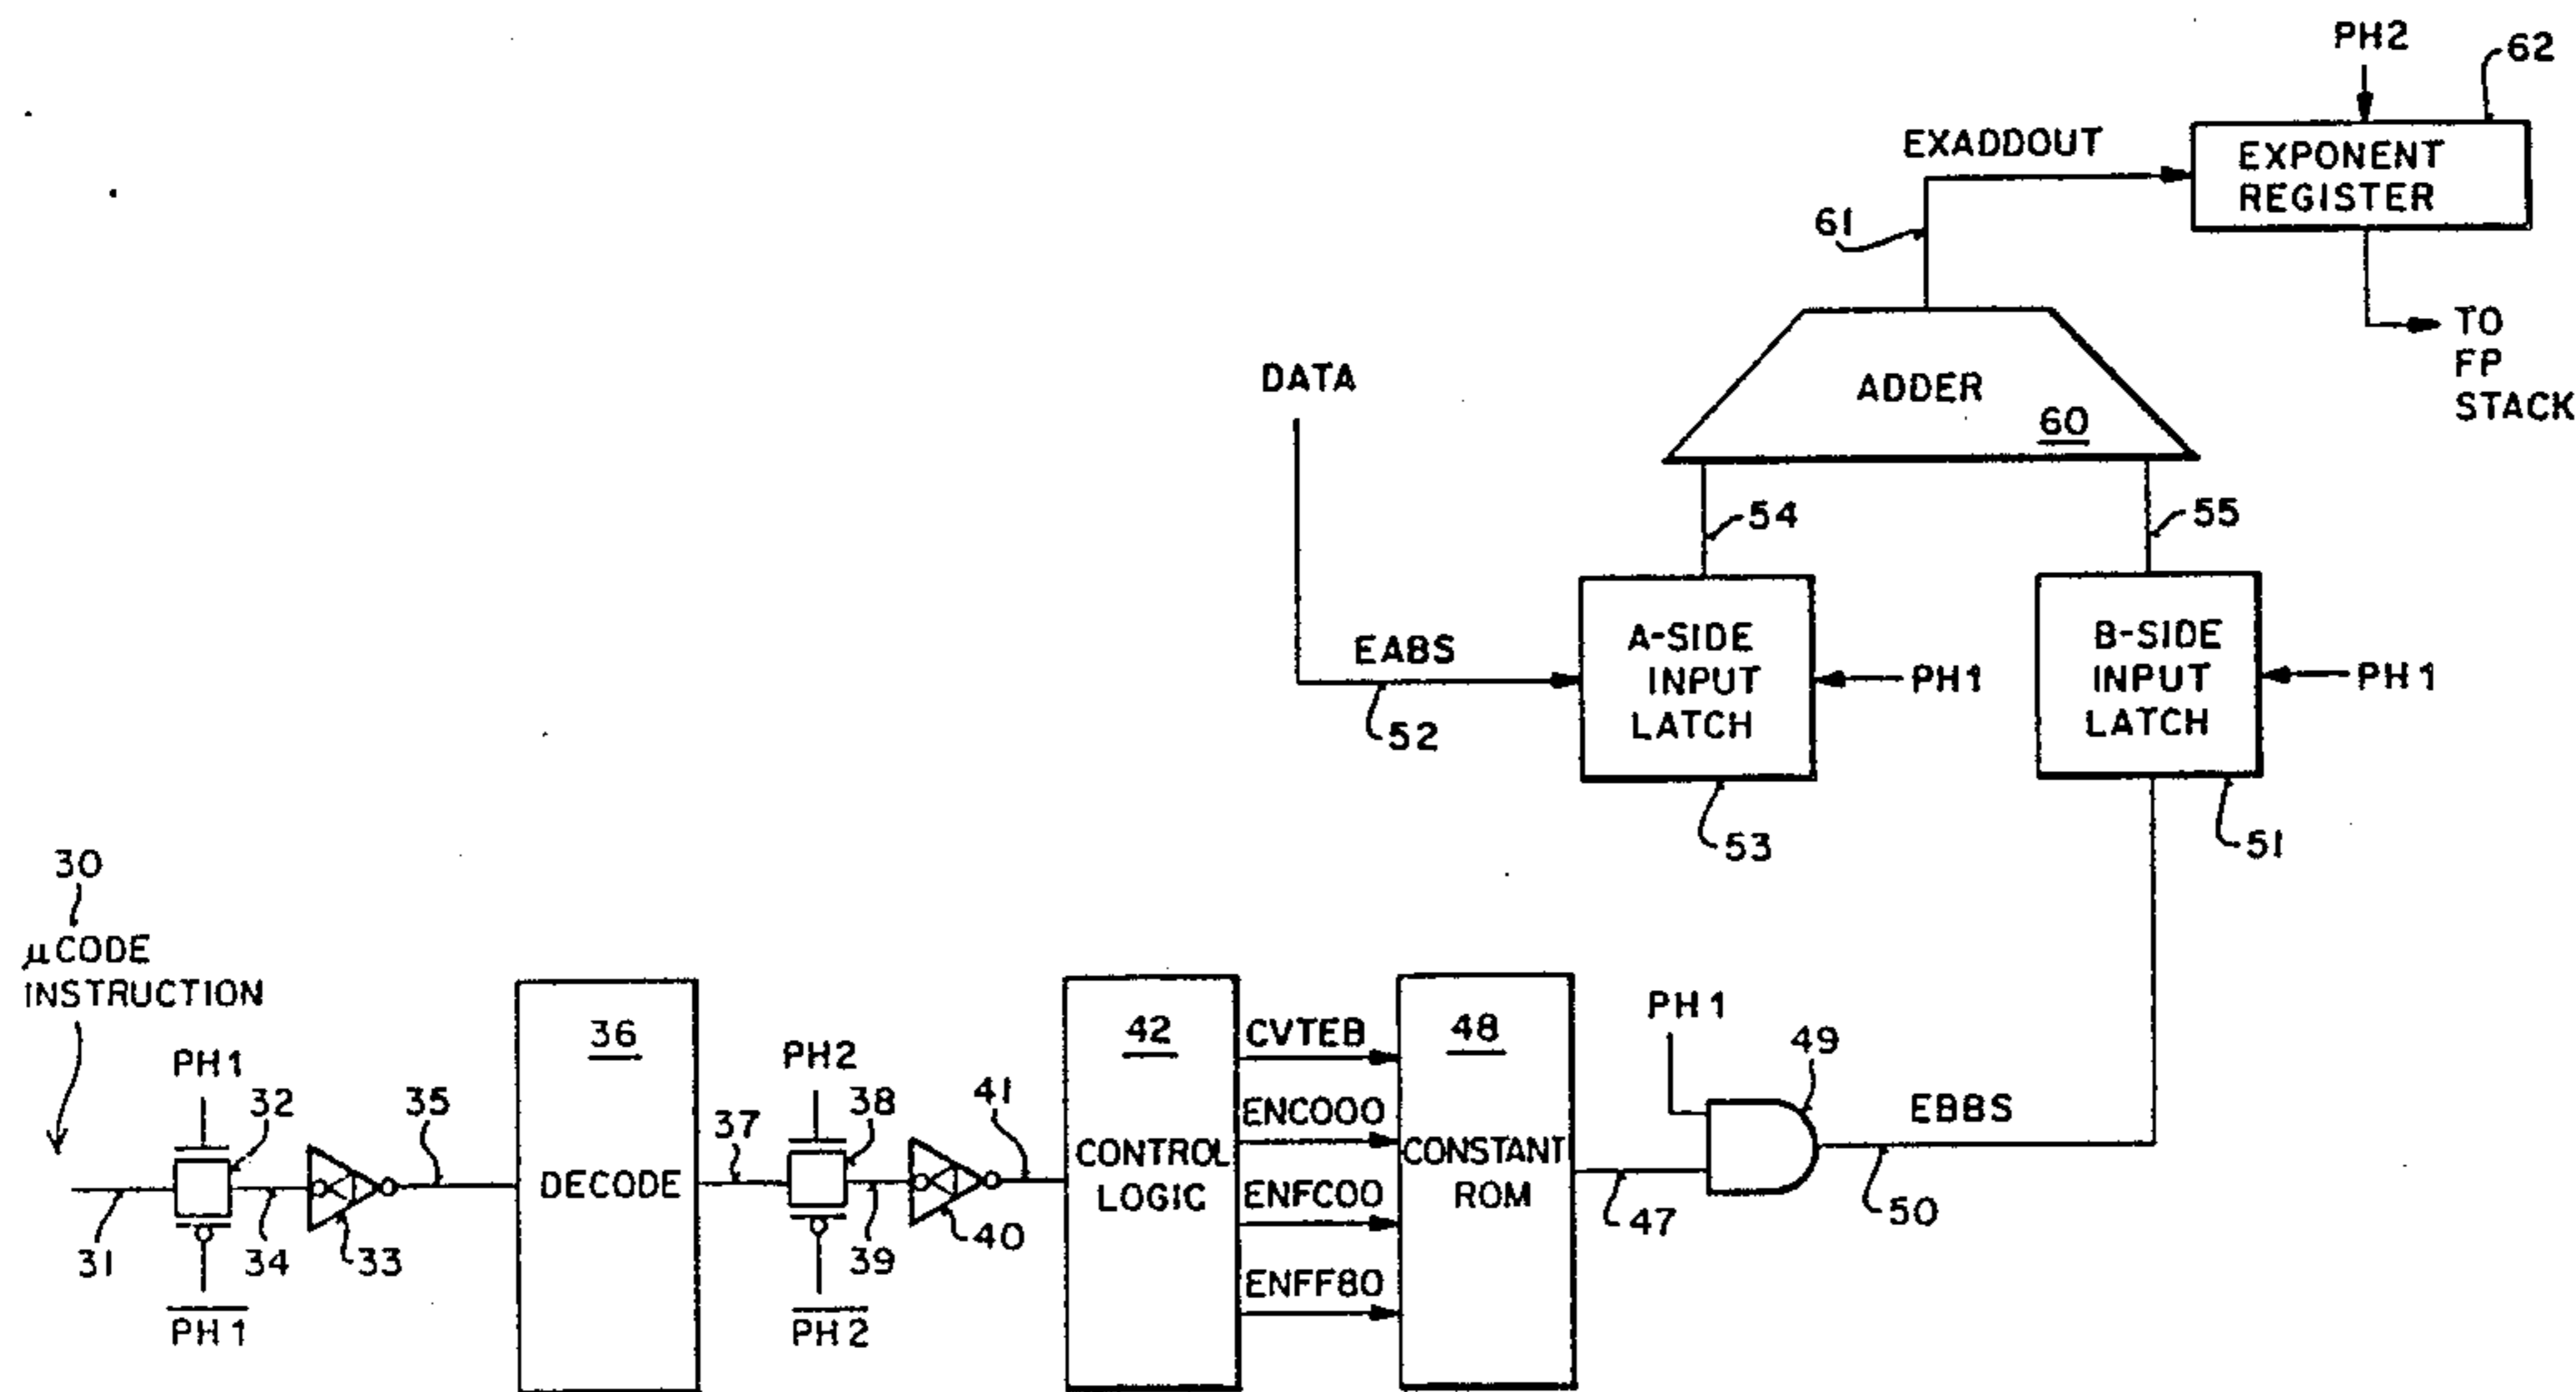 PH2
62
EXADDOUT
EXPONENT
REGISTER
61
TO
FP
STACK
DATA
ADDER
60
54
55
EABS
A-SIDE
INPUT
LATCH
PH1
B-SIDE
INPUT
LATCH
PH1
52
53
51
30
μCODE
INSTRUCTION
PH1
32
35
36
DECODE
PH2
37
38
41
42
CONTROL
LOGIC
CVTEB
ENC000
ENFC00
ENFF80
48
CONSTANT
ROM
PH1
49
EBBS
31
34
33
PH1
39
40
PH2
47
50